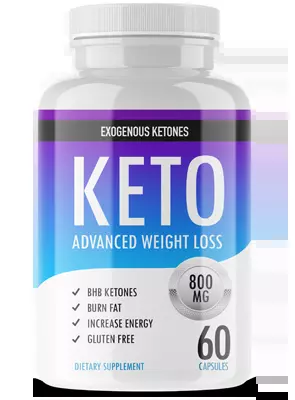 EXOGENOUS KETONES
KETO
ADVANCED WEIGHT LOSS
800
MG
✓ BHB KETONES
✓ BURN FAT
✓ INCREASE ENERGY
✓ GLUTEN FREE
60
CAPSULES
DIETARY SUPPLEMENT